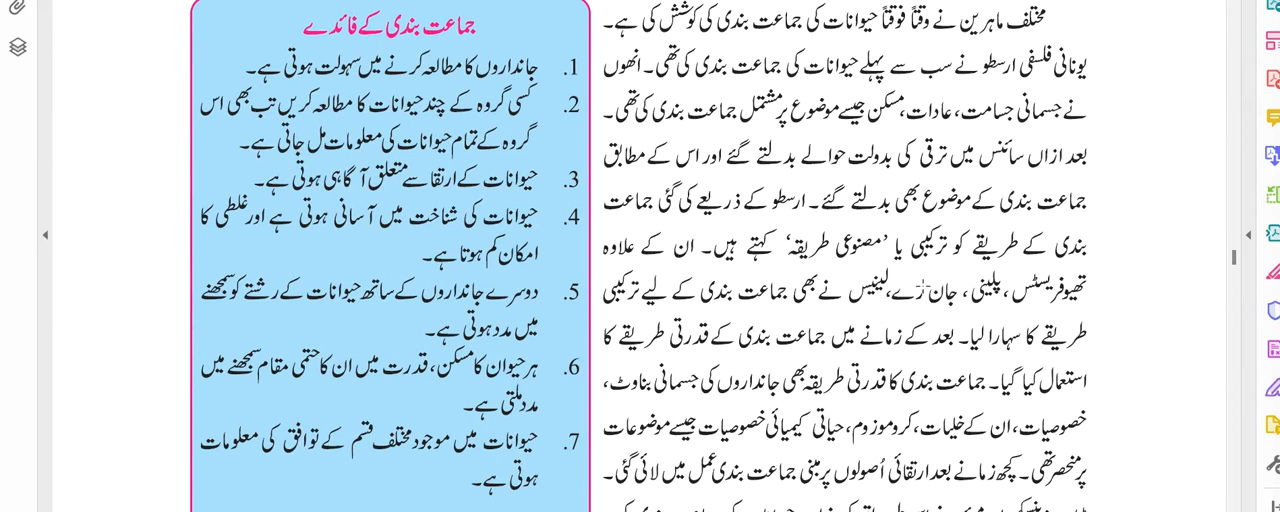 مختلف ماہرین نے وقتاً فوقتاً حیوانات کی جماعت بندی کی کوشش کی ہے۔
یونانی فلسفی ارسطو نے سب سے پہلے حیوانات کی جماعت بندی کی تھی۔ انھوں
نے جسمانی جسامت، عادات، مسکن جیسے موضوع پر مشتمل جماعت بندی کی تھی۔
بعد ازاں سائنس میں ترقی کی بدولت حوالے بدلتے گئے اور اس کے مطابق
جماعت بندی کے موضوع بھی بدلتے گئے۔ ارسطو کے ذریعے کی گئی جماعت
بندی کے طریقے کو ترکیبی یا ’مصنوعی طریقہ‘ کہتے ہیں۔ ان کے علاوہ
تھیوفریسٹس، پلینی، جان رے، لینیس نے بھی جماعت بندی کے لیے ترکیبی
طریقے کا سہارا لیا۔ بعد کے زمانے میں جماعت بندی کے قدرتی طریقے کا
استعمال کیا گیا۔ جماعت بندی کا قدرتی طریقہ بھی جانداروں کی جسمانی بناوٹ،
خصوصیات، ان کے خلیات، کروموزوم، حیاتی کیمیائی خصوصیات جیسے موضوعات
پر منحصر تھی۔ کچھ زمانے بعد ارتقائی اُصولوں پر مبنی جماعت بندی عمل میں لائی گئی۔
جماعت بندی کے فائدے
1. جانداروں کا مطالعہ کرنے میں سہولت ہوتی ہے۔
2. کسی گروہ کے چند حیوانات کا مطالعہ کریں تب بھی اس
گروہ کے تمام حیوانات کی معلومات مل جاتی ہے۔
3. حیوانات کے ارتقا سے متعلق آگاہی ہوتی ہے۔
4. حیوانات کی شناخت میں آسانی ہوتی ہے اور غلطی کا
امکان کم ہوتا ہے۔
5. دوسرے جانداروں کے ساتھ حیوانات کے رشتے کو سمجھنے
میں مدد ہوتی ہے۔
6. ہر حیوان کا مسکن، قدرت میں ان کا حتمی مقام سمجھنے میں
مدد ملتی ہے۔
7. حیوانات میں موجود مختلف قسم کے توافق کی معلومات
ہوتی ہے۔